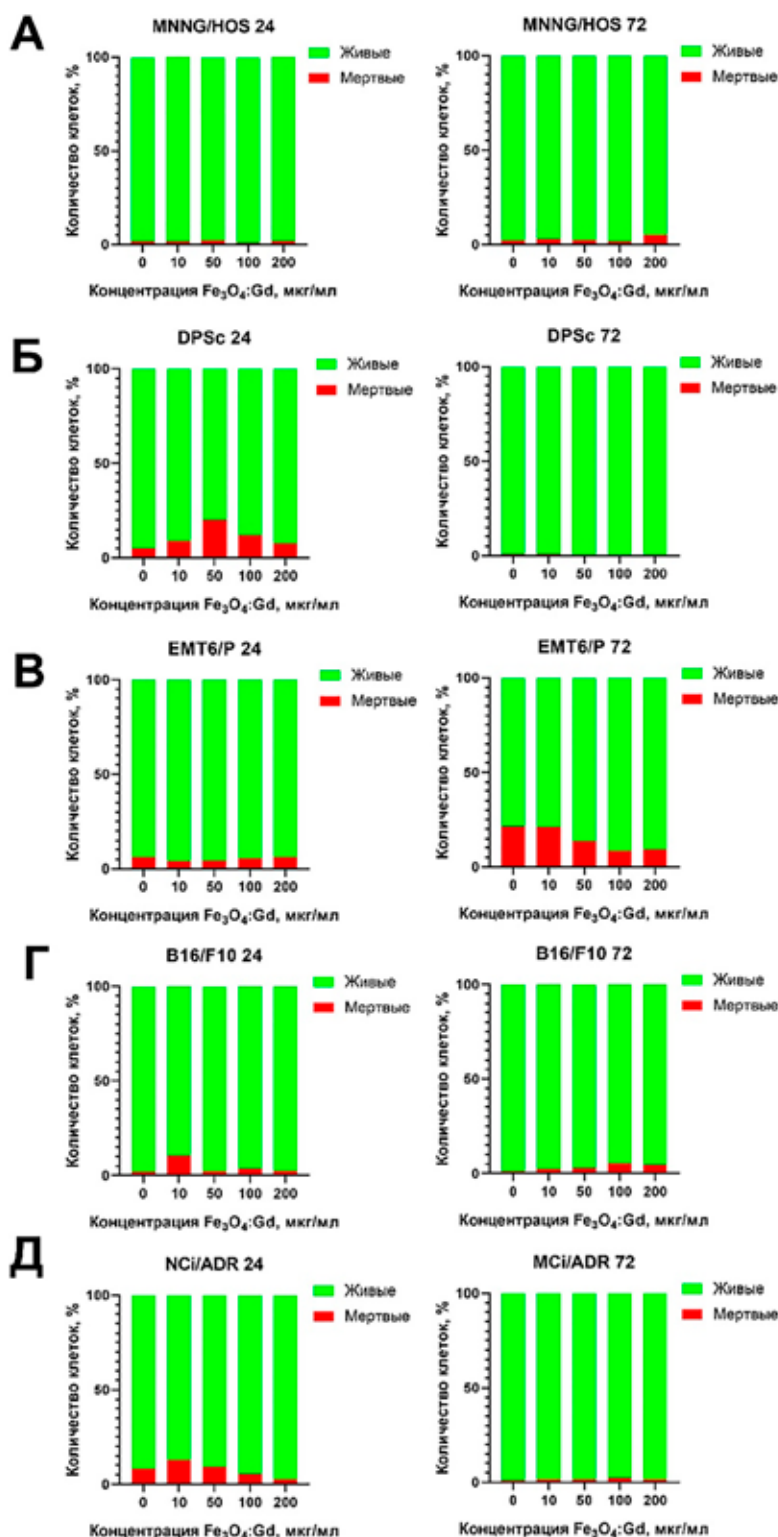 А
MNNG/HOS 24
Количество клеток, %
100
50
0
0 10 50 100 200
Концентрация Fe₃O₄:Gd, мкг/мл
Живые
Мертвые
MNNG/HOS 72
Количество клеток, %
100
50
0
0 10 50 100 200
Концентрация Fe₃O₄:Gd, мкг/мл
Живые
Мертвые
Б
DPSc 24
Количество клеток, %
100
50
0
0 10 50 100 200
Концентрация Fe₃O₄:Gd, мкг/мл
Живые
Мертвые
DPSc 72
Количество клеток, %
100
50
0
0 10 50 100 200
Концентрация Fe₃O₄:Gd, мкг/мл
Живые
Мертвые
В
EMT6/P 24
Количество клеток, %
100
50
0
0 10 50 100 200
Концентрация Fe₃O₄:Gd, мкг/мл
Живые
Мертвые
EMT6/P 72
Количество клеток, %
100
50
0
0 10 50 100 200
Концентрация Fe₃O₄:Gd, мкг/мл
Живые
Мертвые
Г
B16/F10 24
Количество клеток, %
100
50
0
0 10 50 100 200
Концентрация Fe₃O₄:Gd, мкг/мл
Живые
Мертвые
B16/F10 72
Количество клеток, %
100
50
0
0 10 50 100 200
Концентрация Fe₃O₄:Gd, мкг/мл
Живые
Мертвые
Д
NCi/ADR 24
Количество клеток, %
100
50
0
0 10 50 100 200
Концентрация Fe₃O₄:Gd, мкг/мл
Живые
Мертвые
MCi/ADR 72
Количество клеток, %
100
50
0
0 10 50 100 200
Концентрация Fe₃O₄:Gd, мкг/мл
Живые
Мертвые